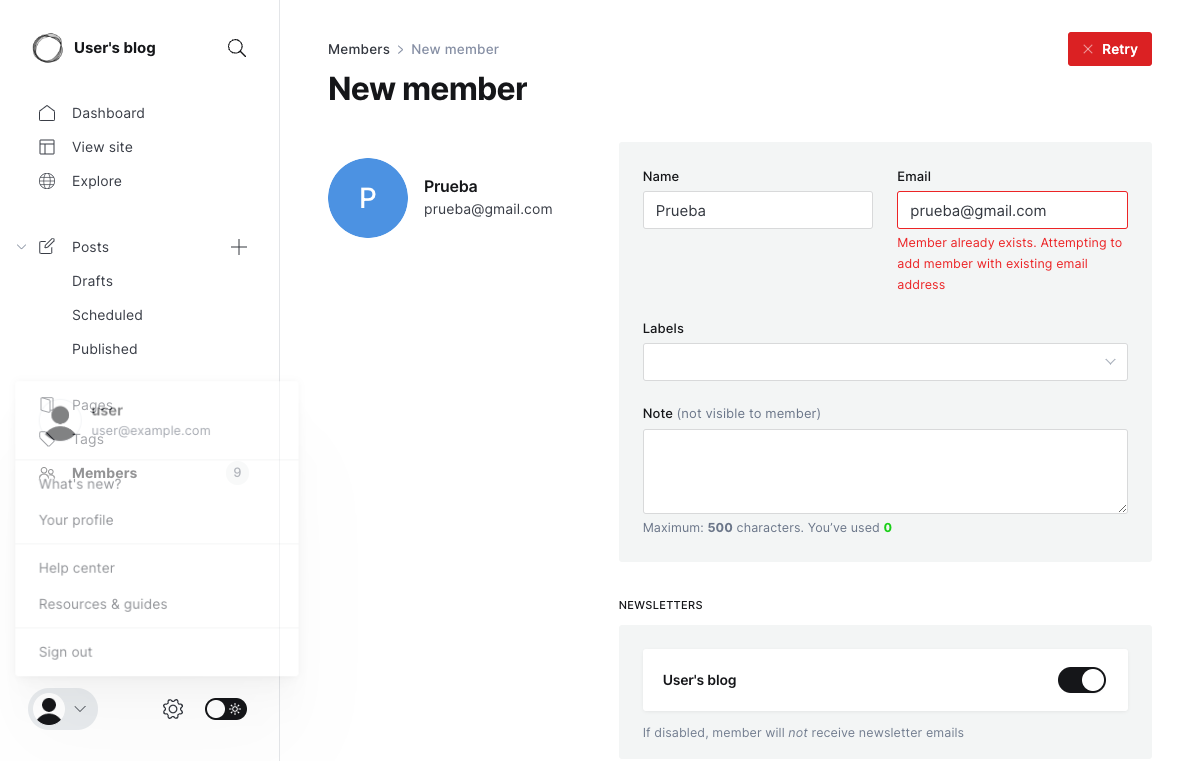 User's blog
Dashboard
View site
Explore
Posts
Drafts
Scheduled
Published
Pages
user
user@example.com
Tags
Members 9
What's new?
Your profile
Help center
Resources & guides
Sign out
Members New member
Retry
New member
P
Prueba
prueba@gmail.com
Name
Prueba
Email
prueba@gmail.com
Member already exists. Attempting to
add member with existing email
address
Labels
Note (not visible to member)
Maximum: 500 characters. You've used 0
NEWSLETTERS
User's blog
If disabled, member will not receive newsletter emails